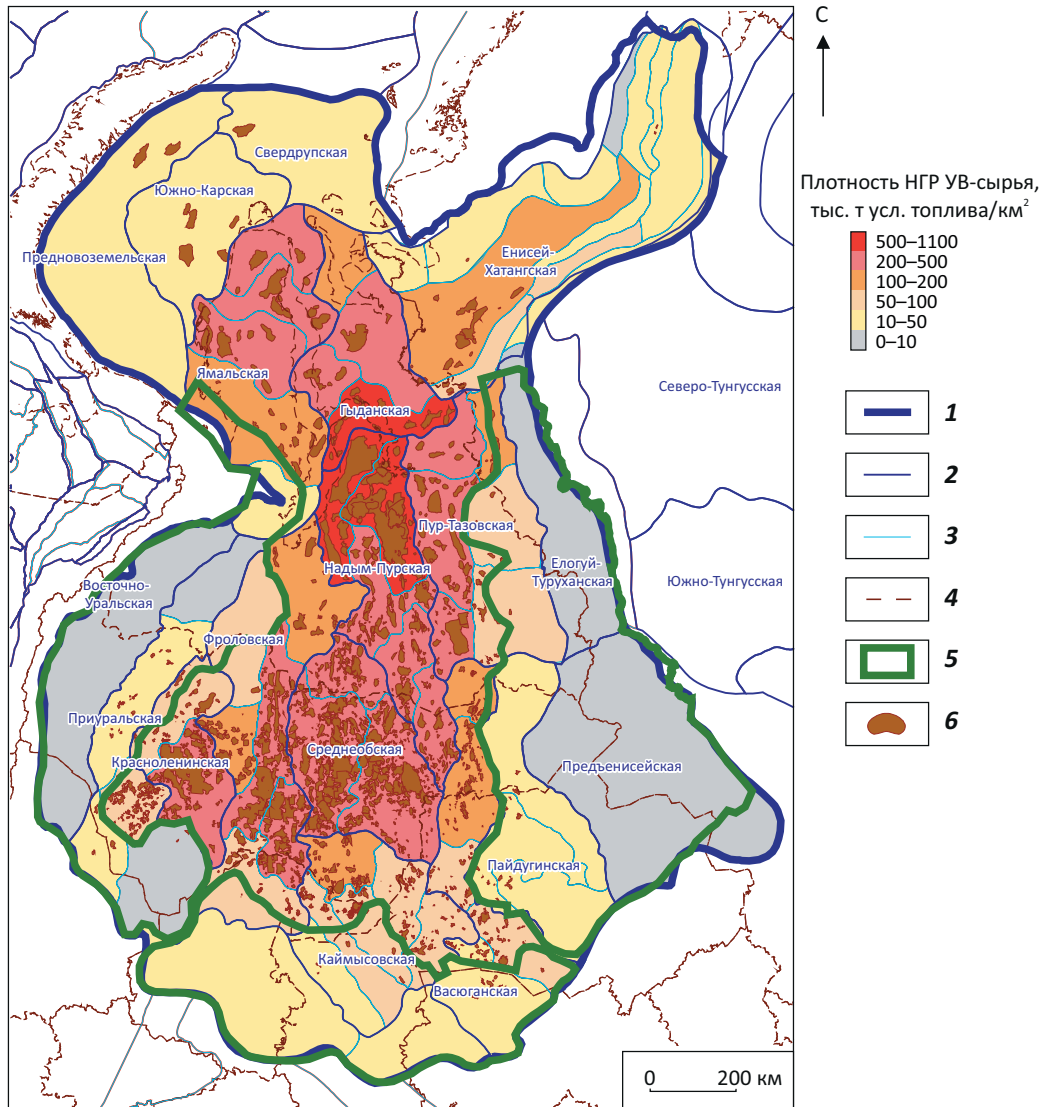 С
Плотность НГР УВ-сырья,
тыс. т усл. топлива/км²
500–1100
200–500
100–200
50–100
10–50
0–10
1
2
3
4
5
6
Свердрупская
Южно-Карская
Предновоземельская
Енисей-
Хатангская
Ямальская
Гыданская
Северо-Тунгусская
Пур-Тазовская
Надым-Пурская
Елогуй-
Туруханская
Южно-Тунгусская
Восточно-
Уральская
Фроловская
Приуральская
Красноленинская
Среднеобская
Предъенисейская
Пайдугинская
Каймысовская
Васюганская
0 200 км